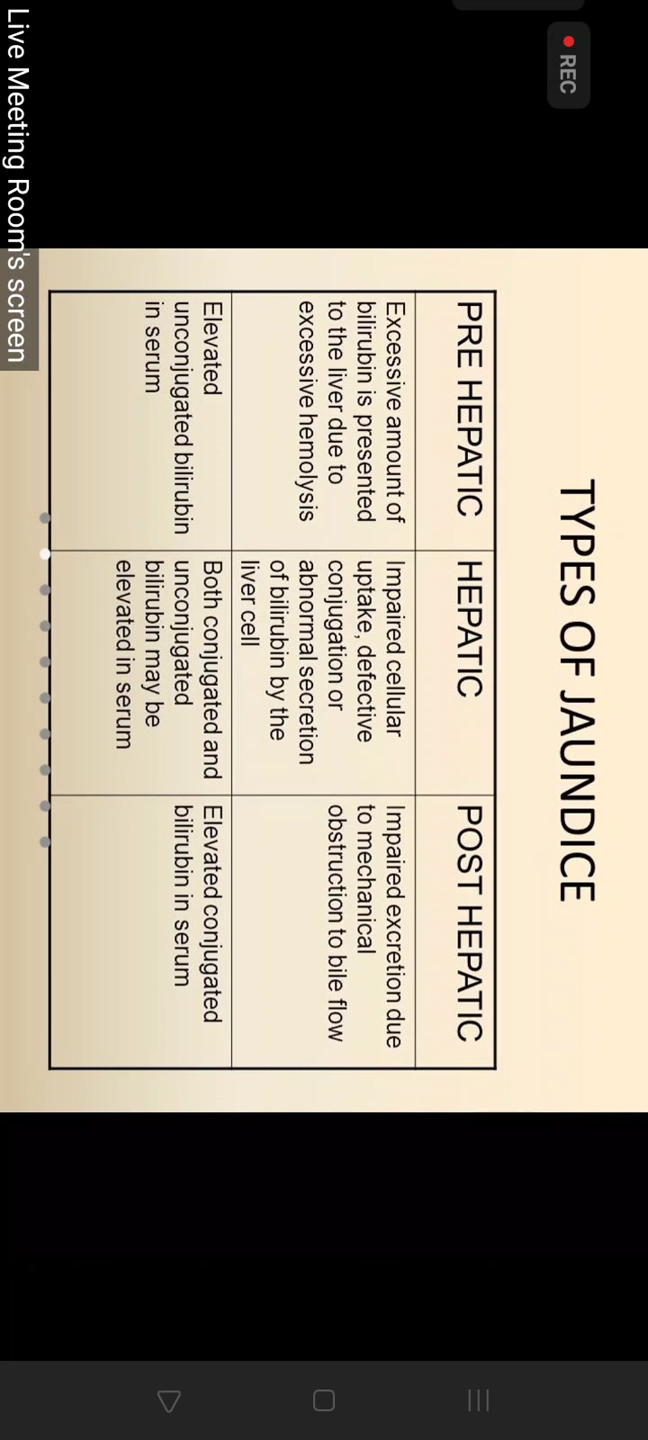 REC
TYPES OF JAUNDICE
PRE HEPATIC
HEPATIC
POST HEPATIC
Excessive amount of
bilirubin is presented
to the liver due to
excessive hemolysis
Impaired cellular
uptake, defective
conjugation or
abnormal secretion
of bilirubin by the
liver cell
Impaired excretion due
to mechanical
obstruction to bile flow
Elevated
unconjugated bilirubin
in serum
Both conjugated and
unconjugated
bilirubin may be
elevated in serum
Elevated conjugated
bilirubin in serum
Live Meeting Room's screen